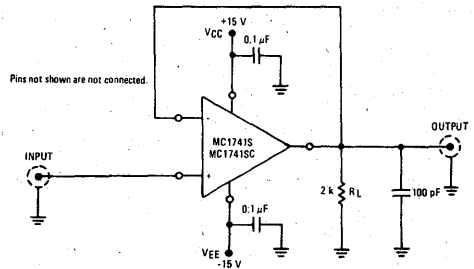 +15 V
VCC
0.1 µF
Pins not shown are not connected.
-
MC1741S
MC1741SC
OUTPUT
INPUT
+
2 k
RL
100 pF
0.1 µF
VEE
-15 V